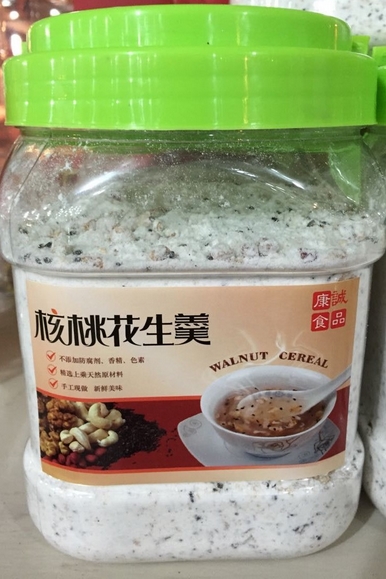 康誠
食品
核桃花生羹
WALNUT CEREAL
不添加防腐剂、香精、色素
精选上乘天然原材料
手工现做 新鲜美味